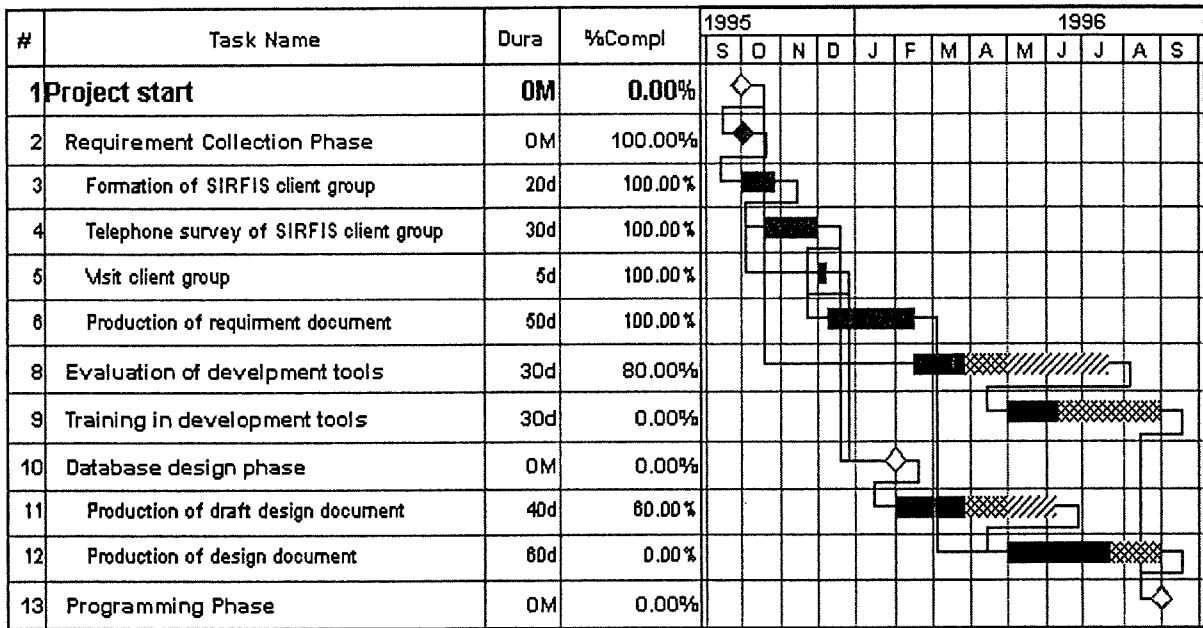 1995 1996
# Task Name Dura %Compl S O N D J F M A M J J A S
1 Project start 0M 0.00%
2 Requirement Collection Phase 0M 100.00%
3 Formation of SIRFIS client group 20d 100.00%
4 Telephone survey of SIRFIS client group 30d 100.00%
5 Visit client group 5d 100.00%
6 Production of requirment document 50d 100.00%
8 Evaluation of develpment tools 30d 80.00%
9 Training in development tools 30d 0.00%
10 Database design phase 0M 0.00%
11 Production of draft design document 40d 60.00%
12 Production of design document 60d 0.00%
13 Programming Phase 0M 0.00%